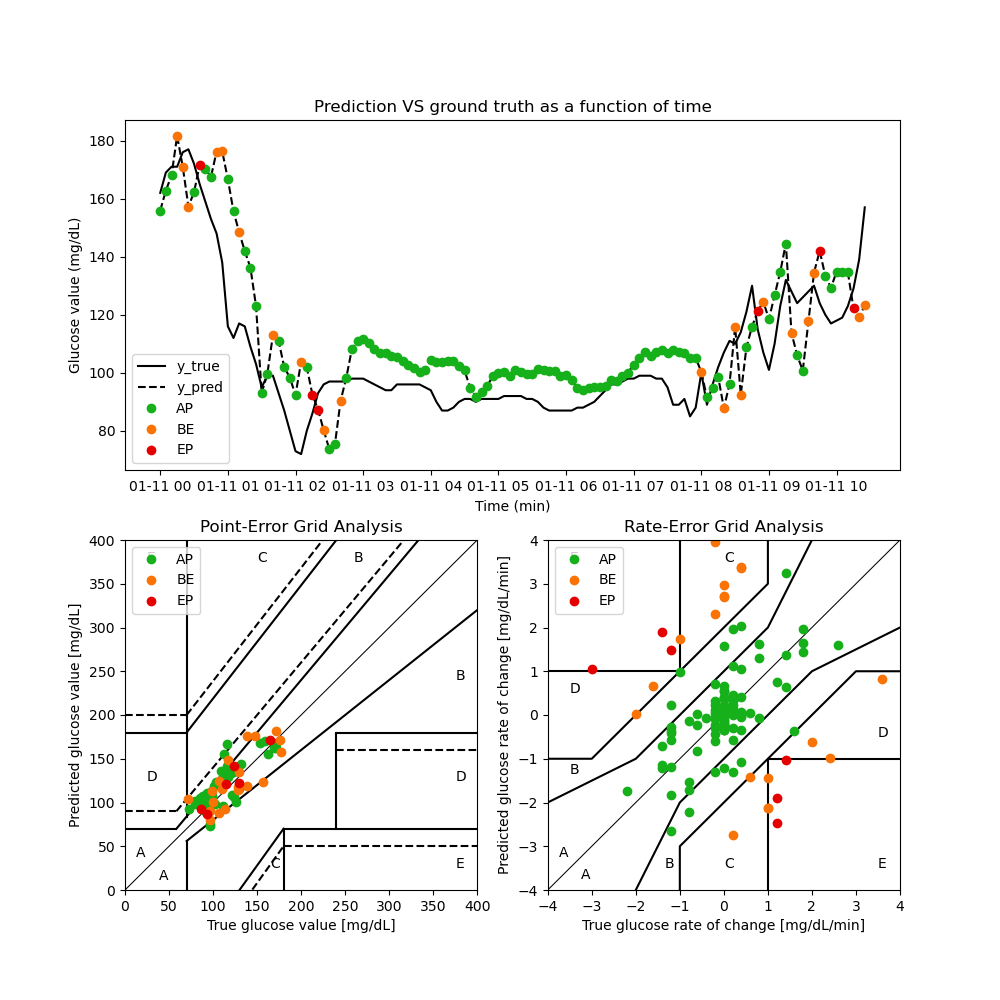 Prediction VS ground truth as a function of time
Glucose value (mg/dL)
180
160
140
120
100
80
y_true
y_pred
AP
BE
EP
01-11 00 01-11 01 01-11 02 01-11 03 01-11 04 01-11 05 01-11 06 01-11 07 01-11 08 01-11 09 01-11 10
Time (min)
Point-Error Grid Analysis
Predicted glucose value [mg/dL]
400
350
300
250
200
150
100
50
0
AP
BE
EP
C
B
B
D
D
A
A
C
E
0 50 100 150 200 250 300 350 400
True glucose value [mg/dL]
Rate-Error Grid Analysis
Predicted glucose rate of change [mg/dL/min]
4
3
2
1
0
−1
−2
−3
−4
AP
BE
EP
C
D
D
B
A
A
B
C
E
−4 −3 −2 −1 0 1 2 3 4
True glucose rate of change [mg/dL/min]